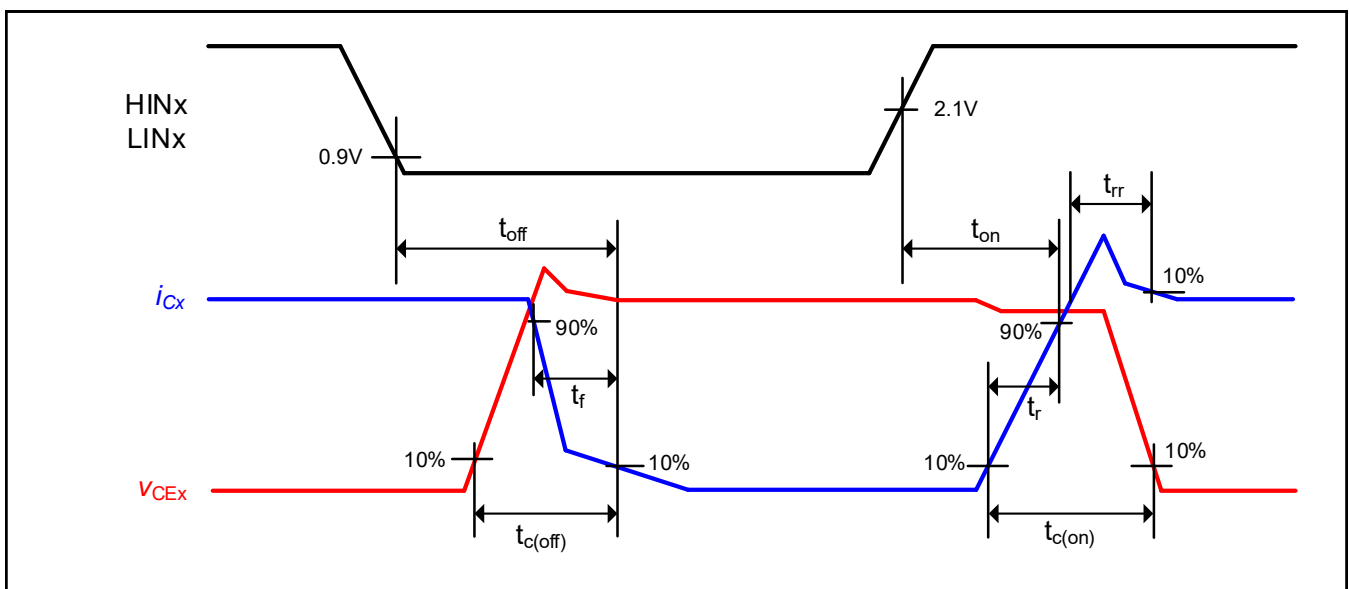 HINx
LINx
0.9V
2.1V
trr
toff
ton
iCx
10%
90%
90%
tf
tr
10%
10%
10%
10%
vCEx
tc(off)
tc(on)